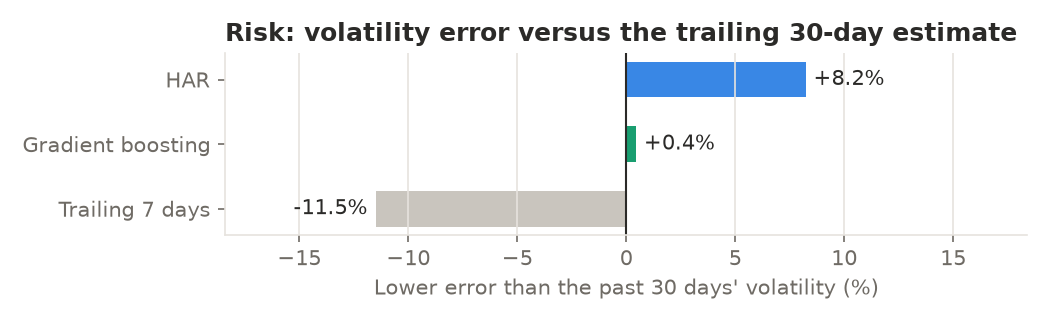 Risk: volatility error versus the trailing 30-day estimate
HAR
+8.2%
Gradient boosting
+0.4%
Trailing 7 days
-11.5%
−15 −10 −5 0 5 10 15
Lower error than the past 30 days' volatility (%)